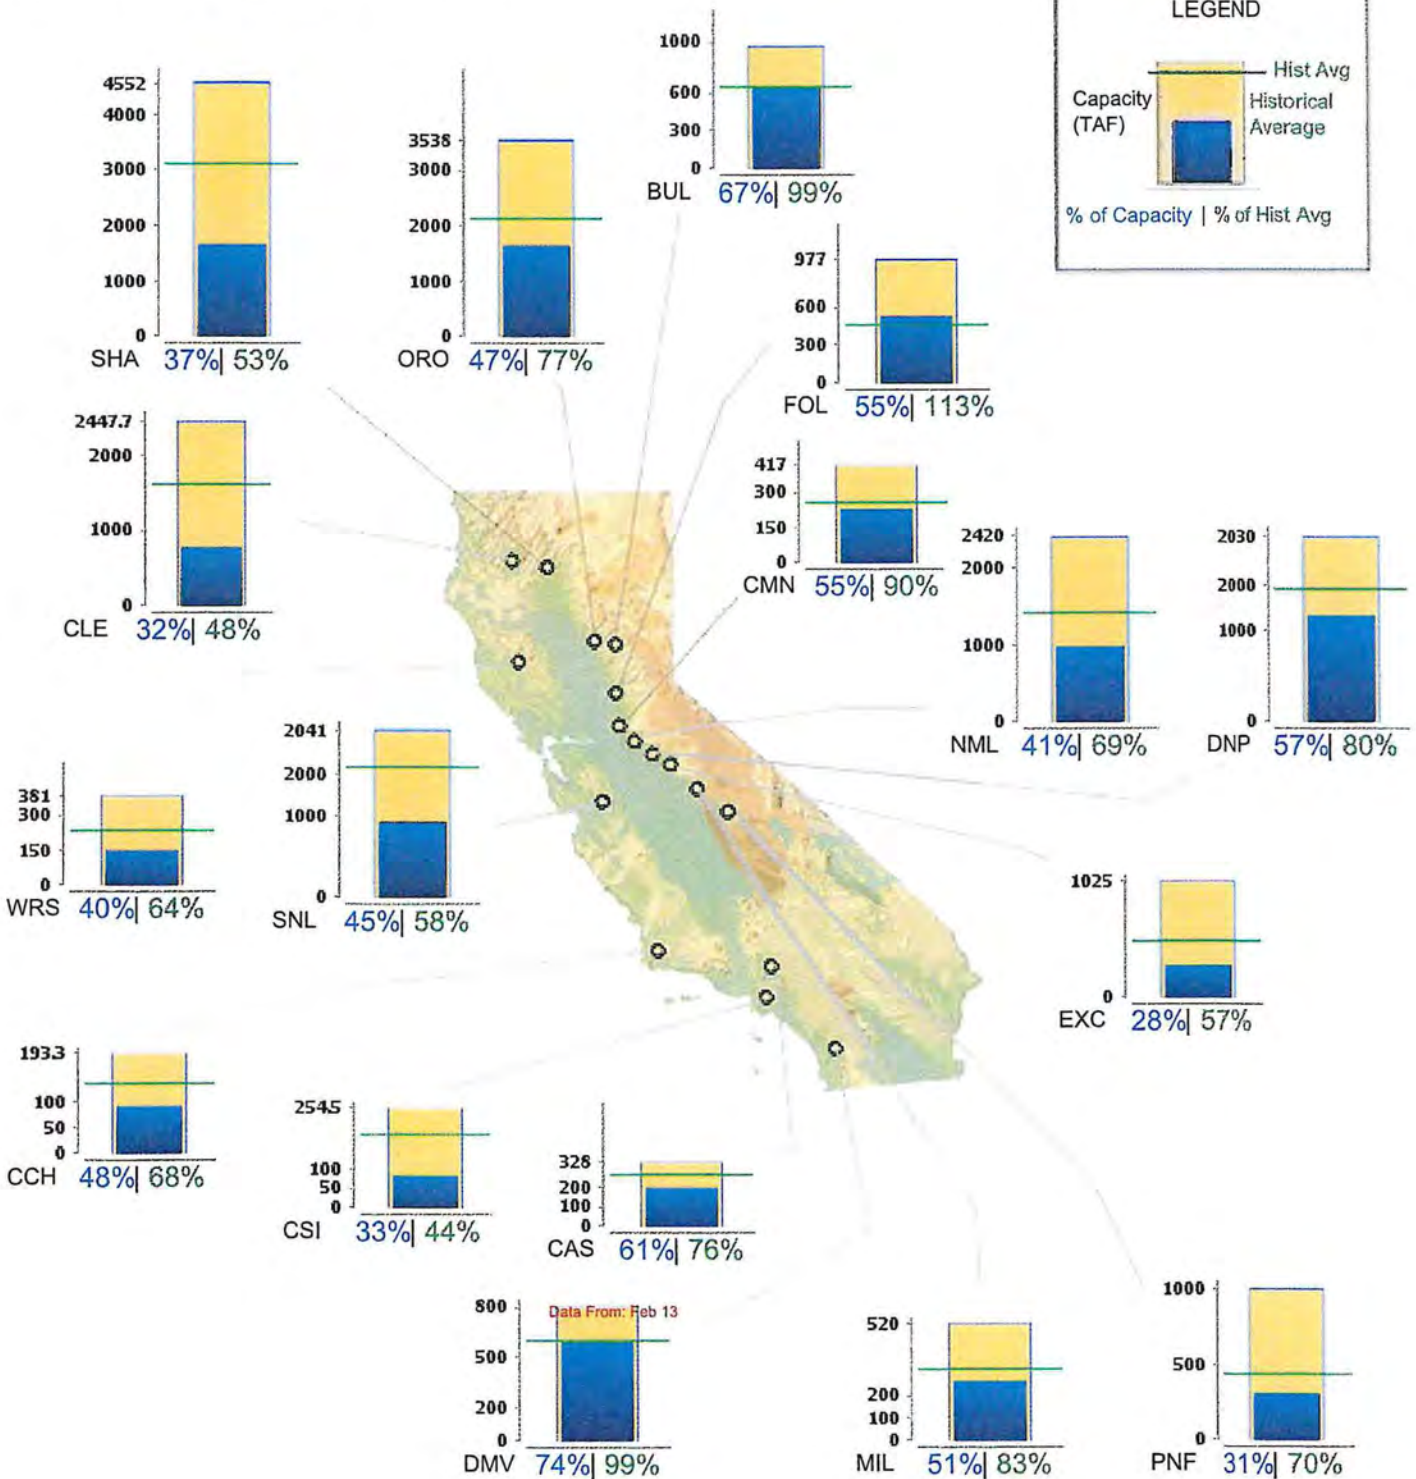 LEGEND
Hist Avg
Capacity
(TAF)
Historical
Average
% of Capacity | % of Hist Avg
1000
600
300
0
BUL 67%| 99%
4552
4000
3000
2000
1000
0
SHA 37%| 53%
3538
3000
2000
1000
0
ORO 47%| 77%
977
600
300
0
FOL 55%| 113%
2447.7
2000
1000
0
CLE 32%| 48%
417
300
150
0
CMN 55%| 90%
2420
2000
1000
0
NML 41%| 69%
2030
2000
1000
0
DNP 57%| 80%
381
300
150
0
WRS 40%| 64%
2041
2000
1000
0
SNL 45%| 58%
1025
0
EXC 28%| 57%
193.3
100
50
0
CCH 48%| 68%
254.5
100
50
0
CSI 33%| 44%
328
200
100
0
CAS 61%| 76%
800
Data From: Feb 13
500
200
0
DMV 74%| 99%
520
200
100
0
MIL 51%| 83%
1000
500
0
PNF 31%| 70%